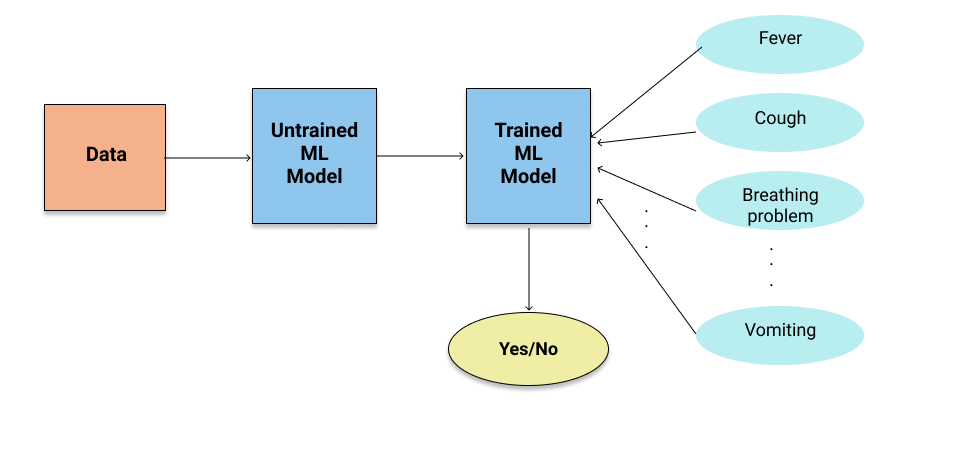 Fever
Cough
Data
Untrained
ML
Model
Trained
ML
Model
Breathing
problem
Vomiting
Yes/No